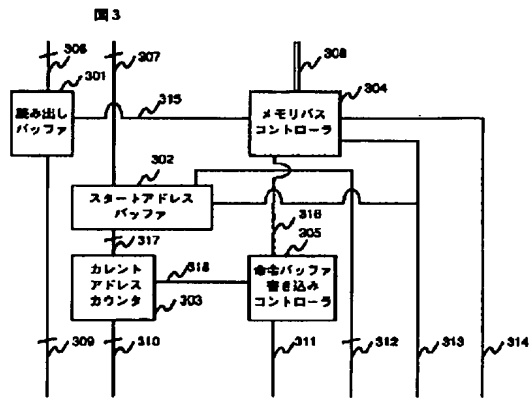 図3
306
307
308
301
304
読み出し
バッファ
315
メモリバス
コントローラ
302
スタートアドレス
バッファ
316
317
305
カレント
アドレス
カウンタ
318
命令バッファ
書き込み
コントローラ
303
309
310
311
312
313
314